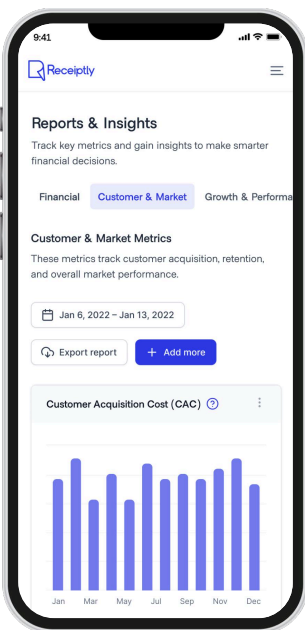 9:41
Receiptly
Reports & Insights
Track key metrics and gain insights to make smarter
financial decisions.
Financial Customer & Market Growth & Performa
Customer & Market Metrics
These metrics track customer acquisition, retention,
and overall market performance.
Jan 6, 2022 – Jan 13, 2022
Export report + Add more
Customer Acquisition Cost (CAC) ?
Jan Mar May Jul Sep Nov Dec